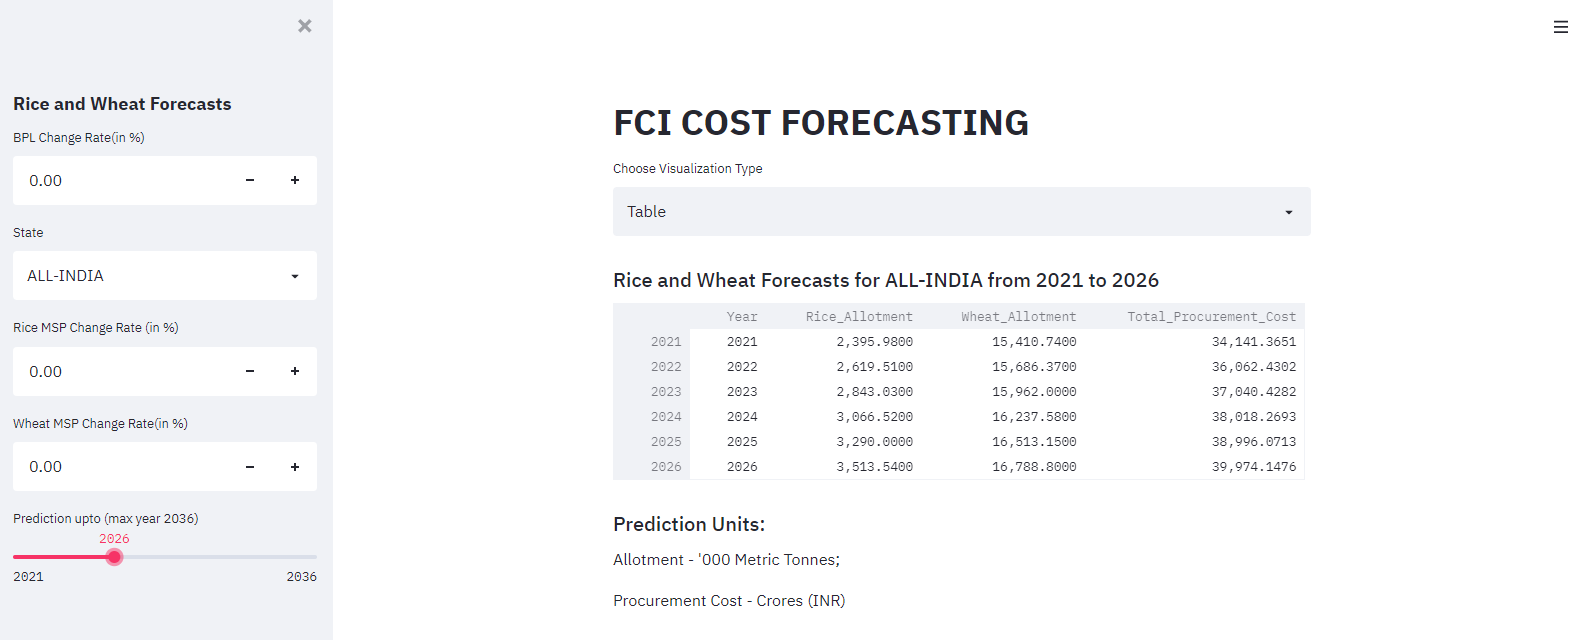 Rice and Wheat Forecasts
BPL Change Rate(in %)
0.00
State
ALL-INDIA
Rice MSP Change Rate (in %)
0.00
Wheat MSP Change Rate(in %)
0.00
Prediction upto (max year 2036)
2026
2021 2036
FCI COST FORECASTING
Choose Visualization Type
Table
Rice and Wheat Forecasts for ALL-INDIA from 2021 to 2026
Year Rice_Allotment Wheat_Allotment Total_Procurement_Cost
2021 2021 2,395.9800 15,410.7400 34,141.3651
2022 2022 2,619.5100 15,686.3700 36,062.4302
2023 2023 2,843.0300 15,962.0000 37,040.4282
2024 2024 3,066.5200 16,237.5800 38,018.2693
2025 2025 3,290.0000 16,513.1500 38,996.0713
2026 2026 3,513.5400 16,788.8000 39,974.1476
Prediction Units:
Allotment - '000 Metric Tonnes;
Procurement Cost - Crores (INR)